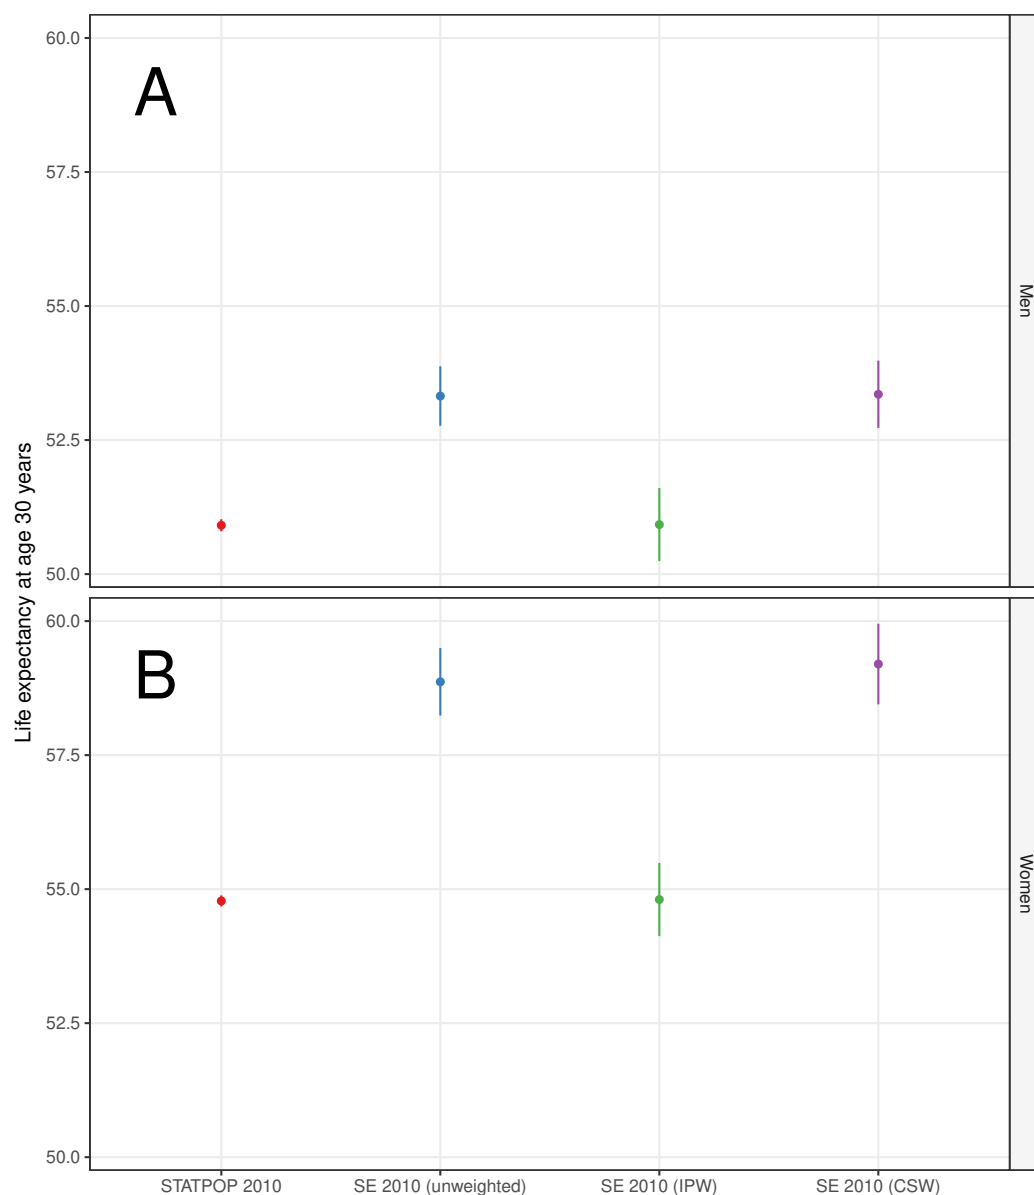 Life expectancy at age 30 years
60.0
57.5
55.0
52.5
50.0
A
Men
60.0
57.5
55.0
52.5
50.0
B
Women
STATPOP 2010
SE 2010 (unweighted)
SE 2010 (IPW)
SE 2010 (CSW)